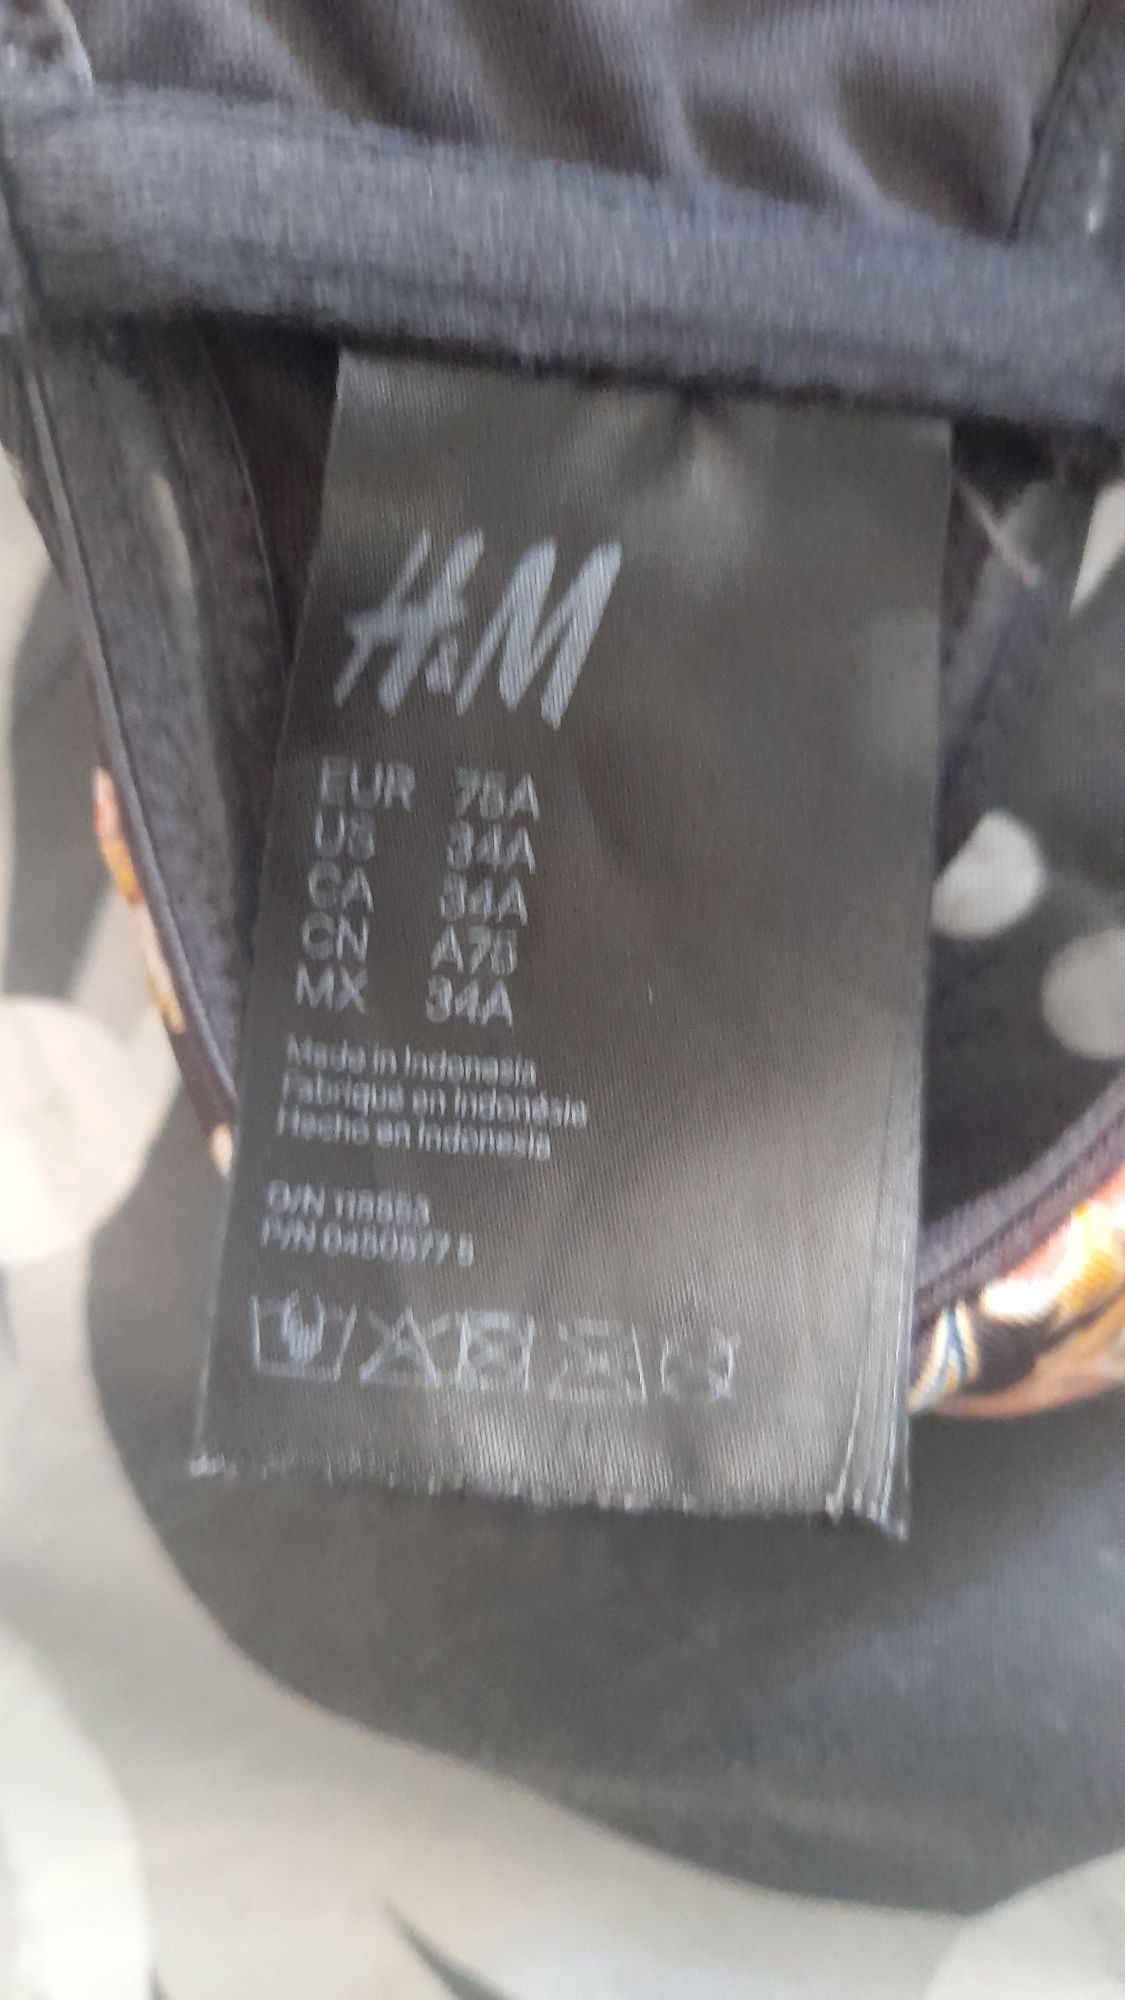 H&M
EUR 75A
US 34A
CA 34A
CN A75
MX 34A
Made in Indonesia
Fabriqué en Indonésie
Hecho en Indonesia
O/N
P/N